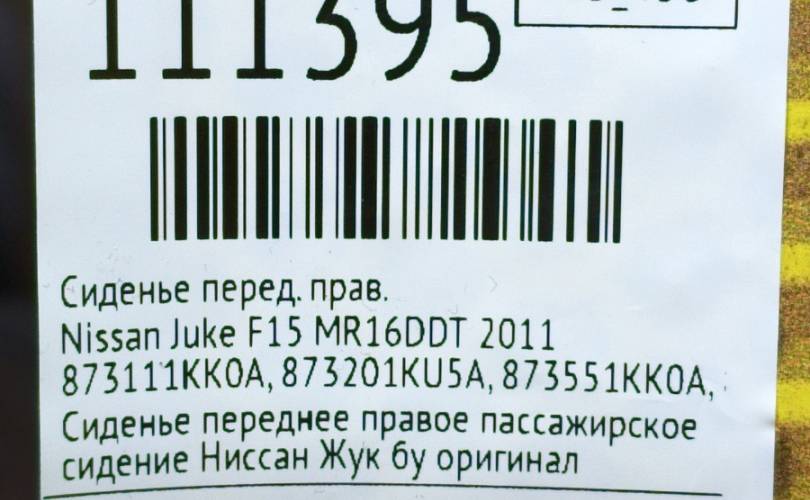 111395
Сиденье перед. прав.
Nissan Juke F15 MR16DDT 2011
873111KK0A, 873201KU5A, 873551KK0A,
Сиденье переднее правое пассажирское
сидение Ниссан Жук бу оригинал